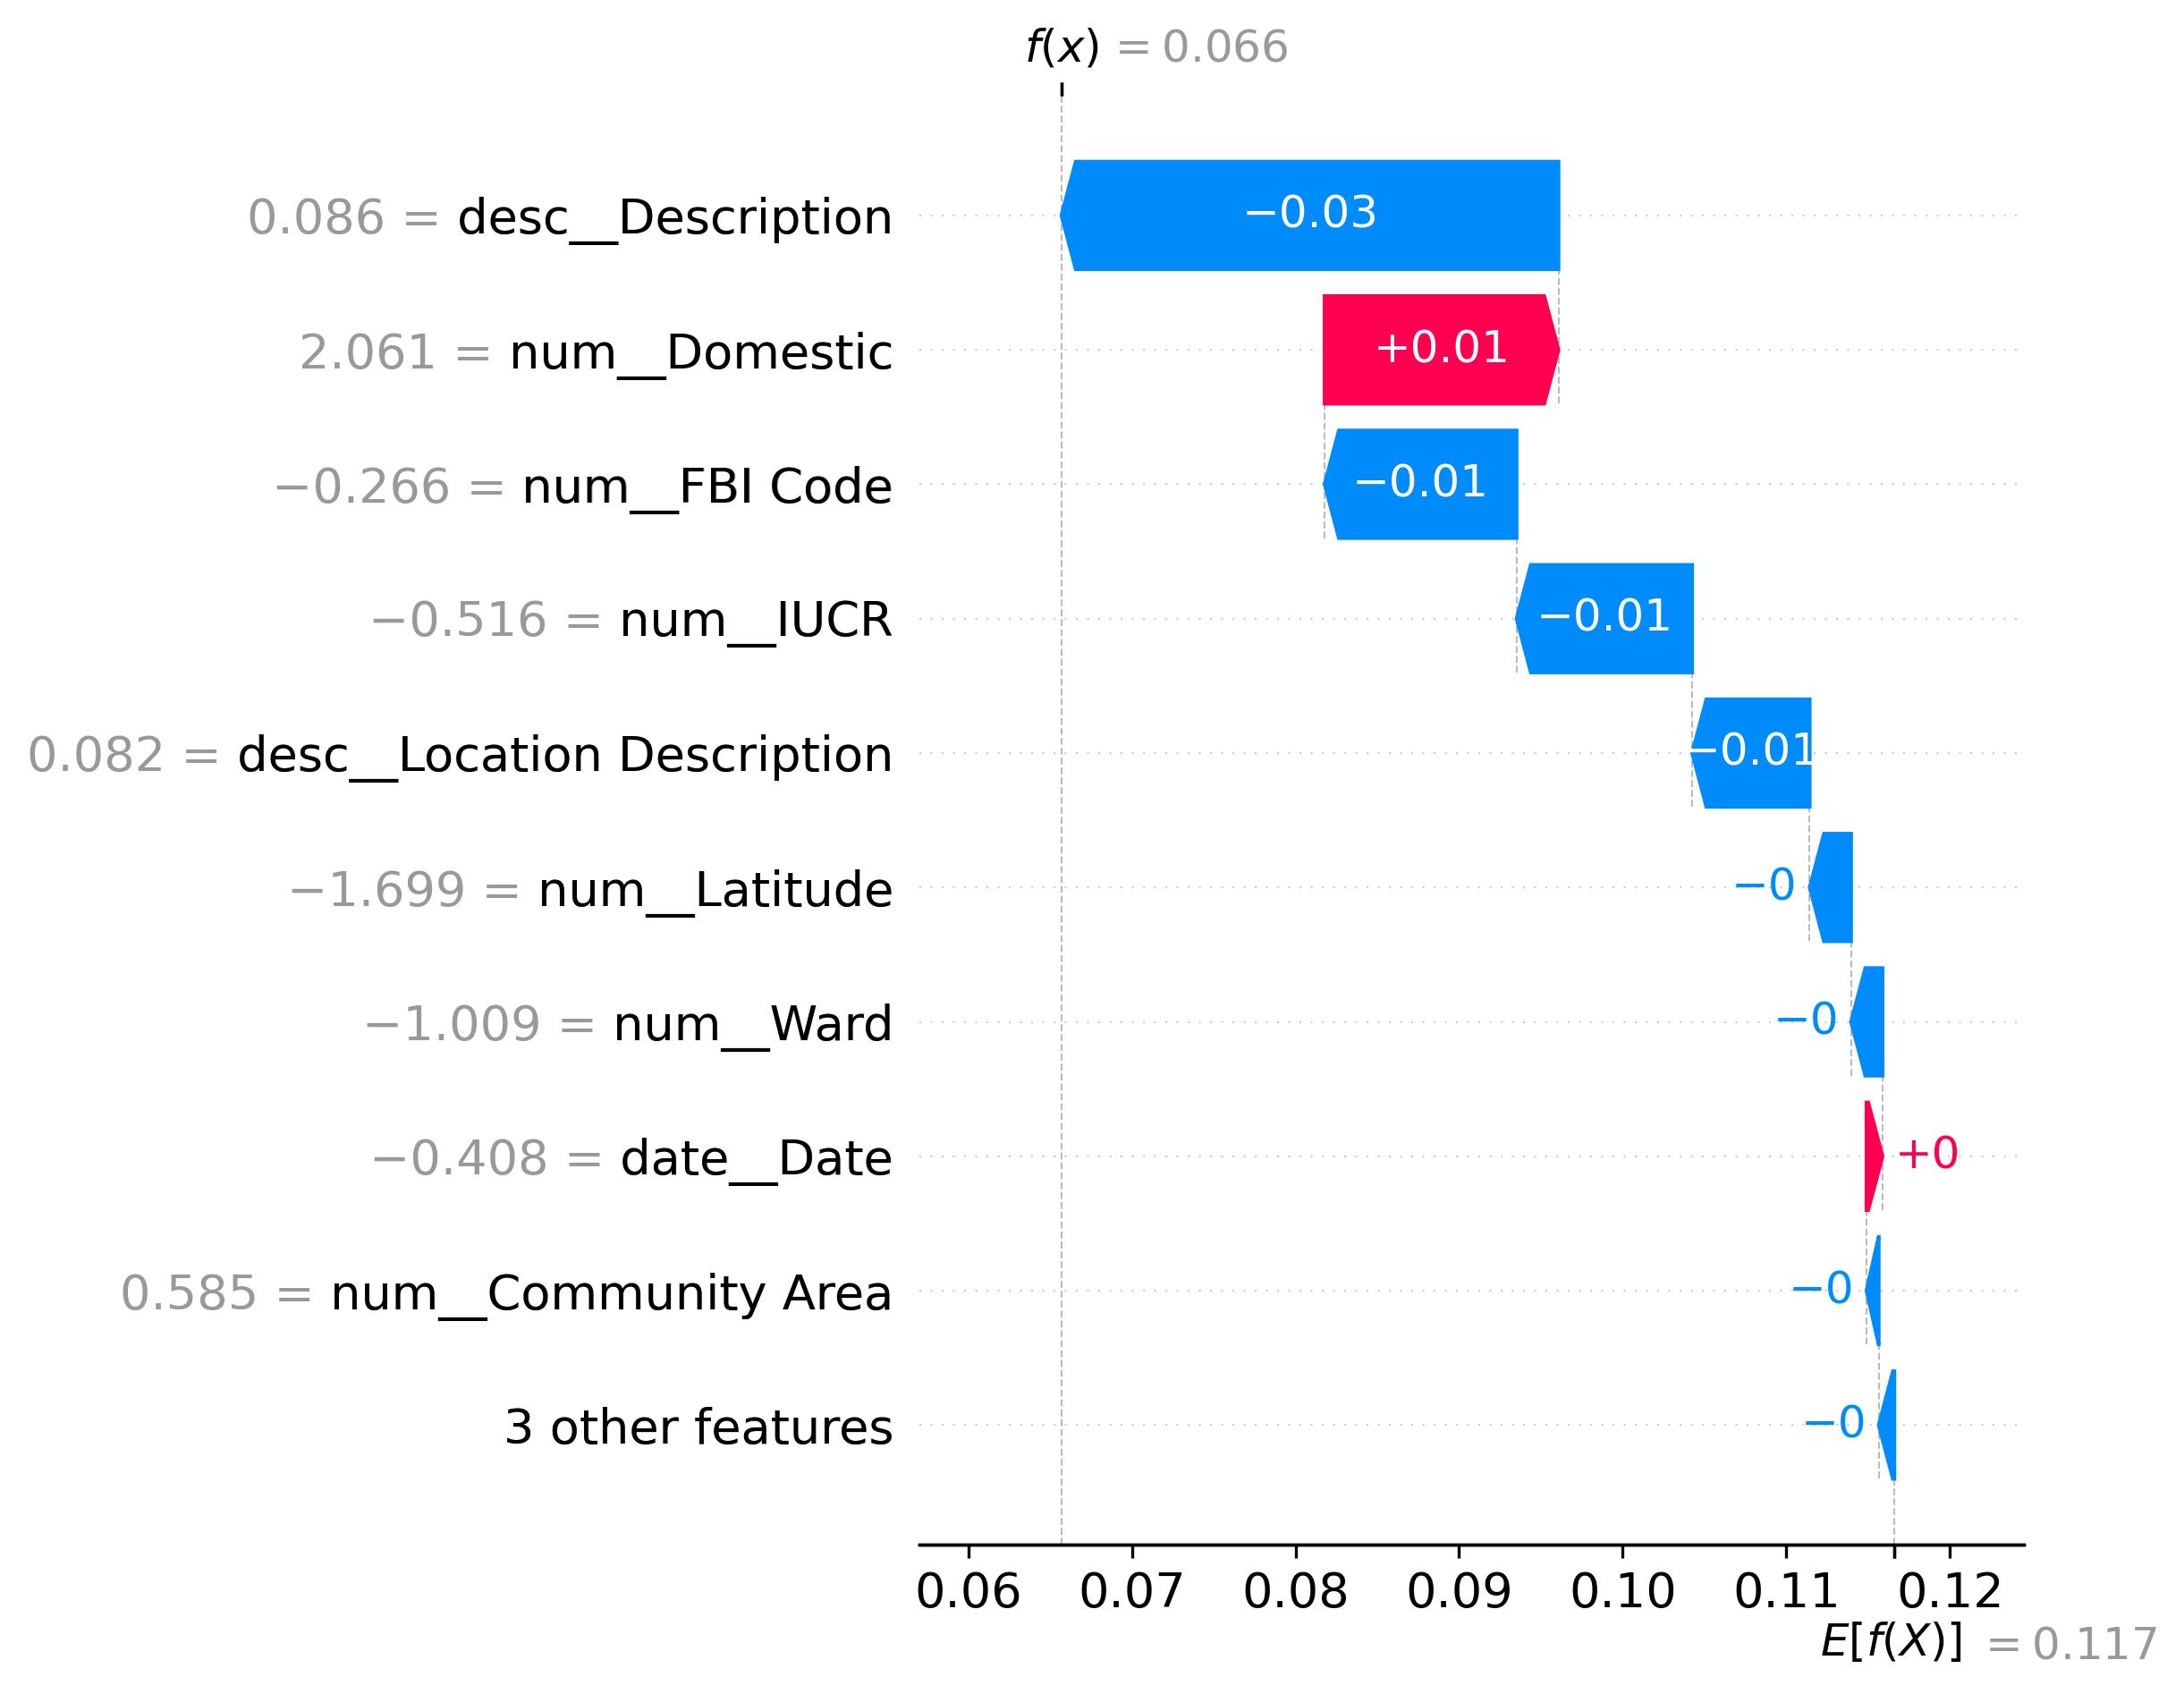 f(x) = 0.066
0.086 = desc__Description −0.03
2.061 = num__Domestic +0.01
−0.266 = num__FBI Code −0.01
−0.516 = num__IUCR −0.01
0.082 = desc__Location Description −0.01
−1.699 = num__Latitude −0
−1.009 = num__Ward −0
−0.408 = date__Date +0
0.585 = num__Community Area −0
3 other features −0
0.06 0.07 0.08 0.09 0.10 0.11 0.12
E[f(X)] = 0.117